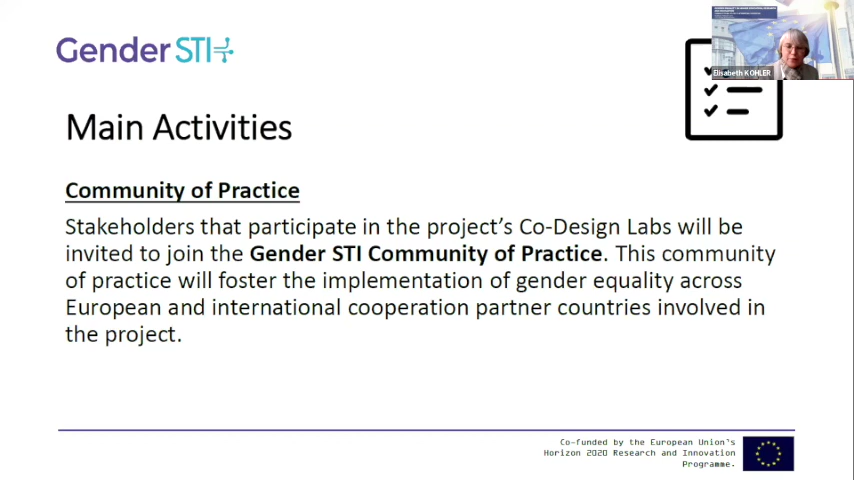 Gender STI
Elisabeth KOHLER
Main Activities
Community of Practice
Stakeholders that participate in the project's Co-Design Labs will be
invited to join the Gender STI Community of Practice. This community
of practice will foster the implementation of gender equality across
European and international cooperation partner countries involved in
the project.
Co-funded by the European Union's
Horizon 2020 Research and Innovation
Programme.